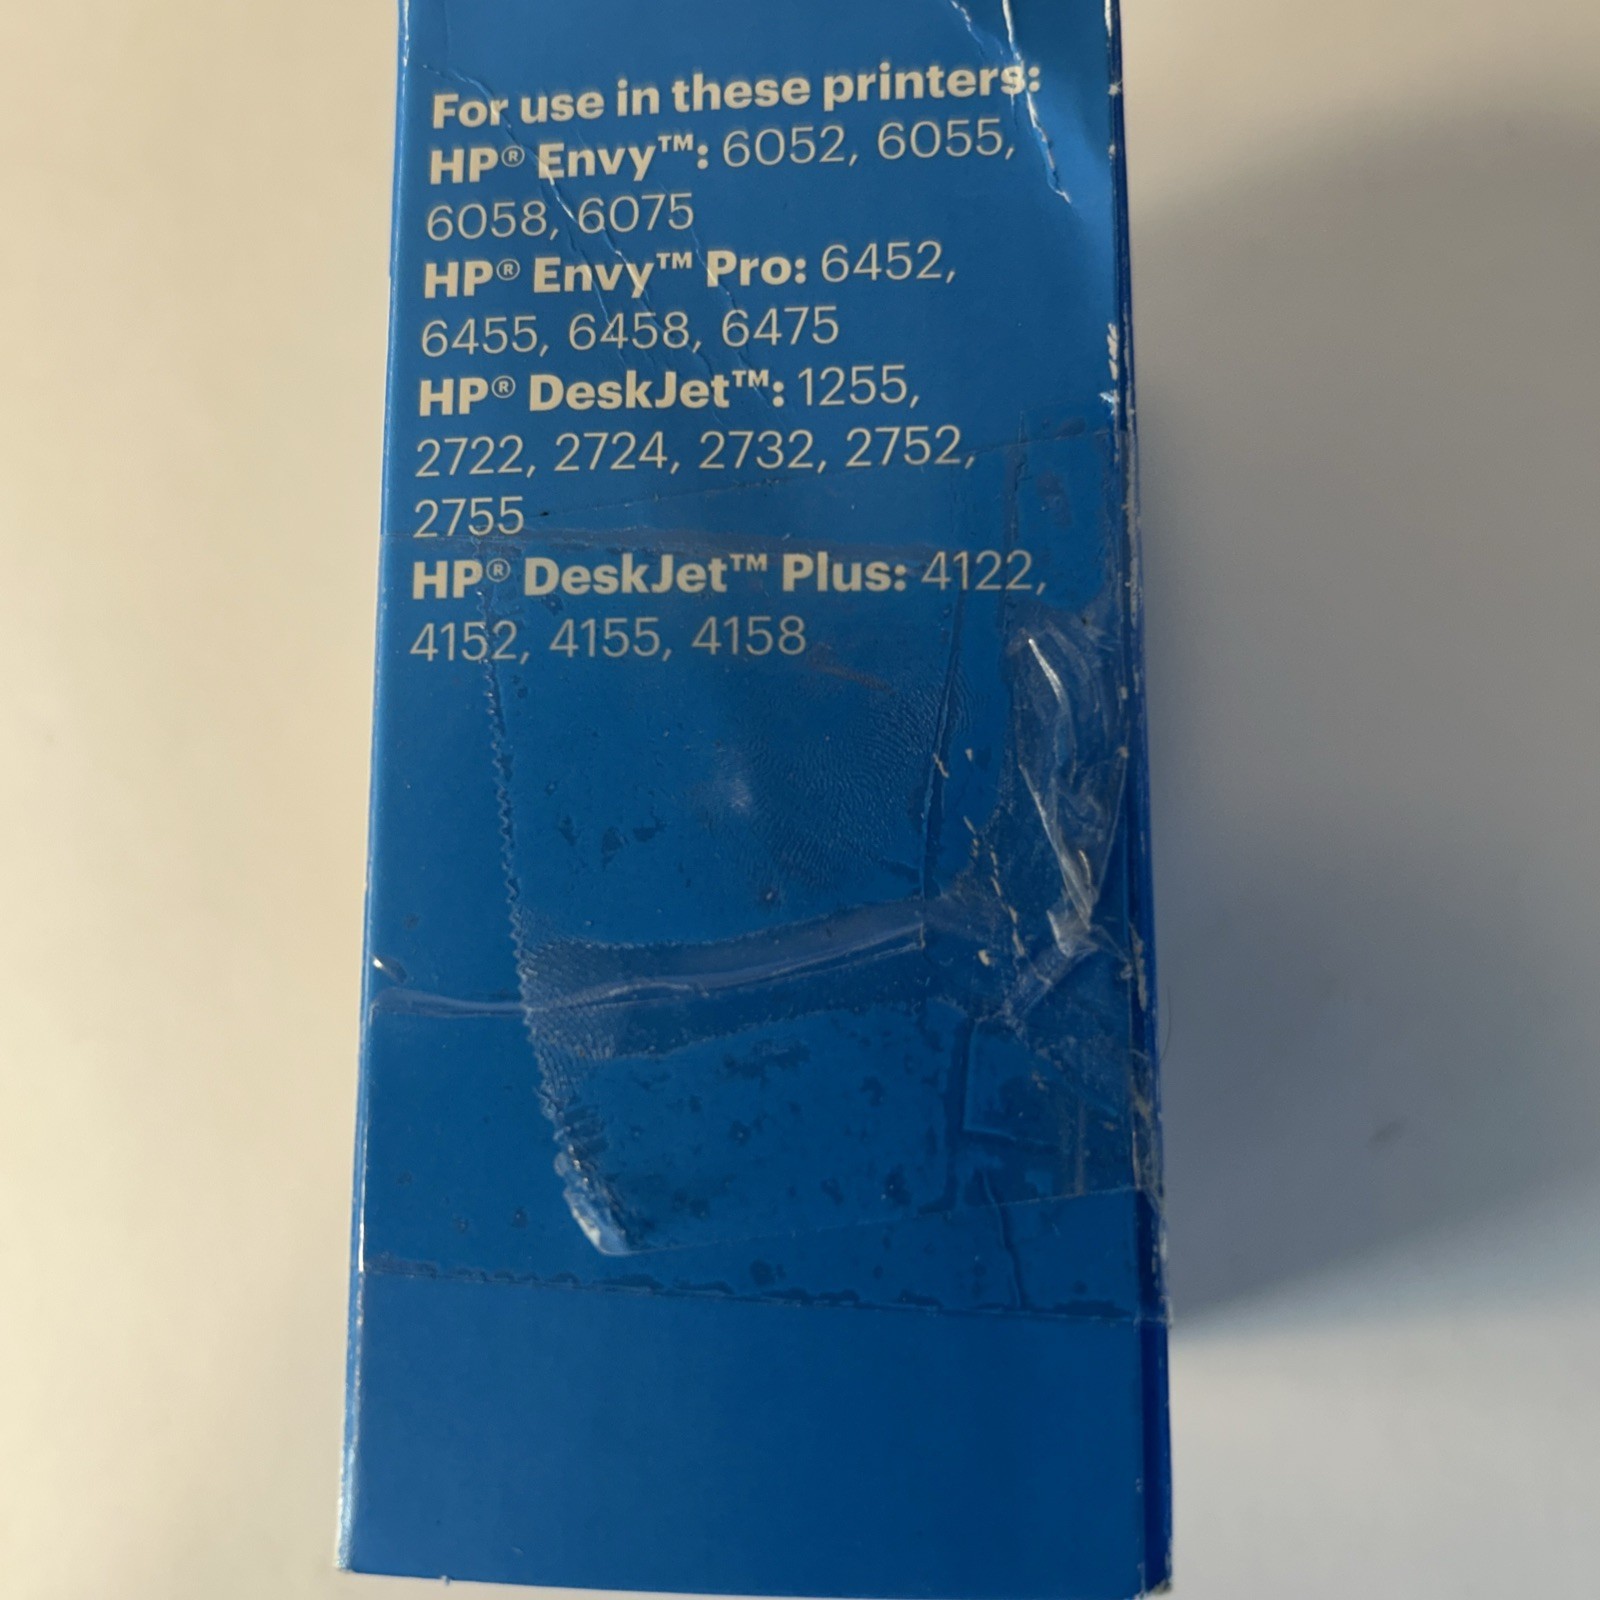 For use in these printers:
HP® Envy™: 6052, 6055,
6058, 6075
HP® Envy™ Pro: 6452,
6455, 6458, 6475
HP® DeskJet™: 1255,
2722, 2724, 2732, 2752,
2755
HP® DeskJet™ Plus: 4122,
4152, 4155, 4158